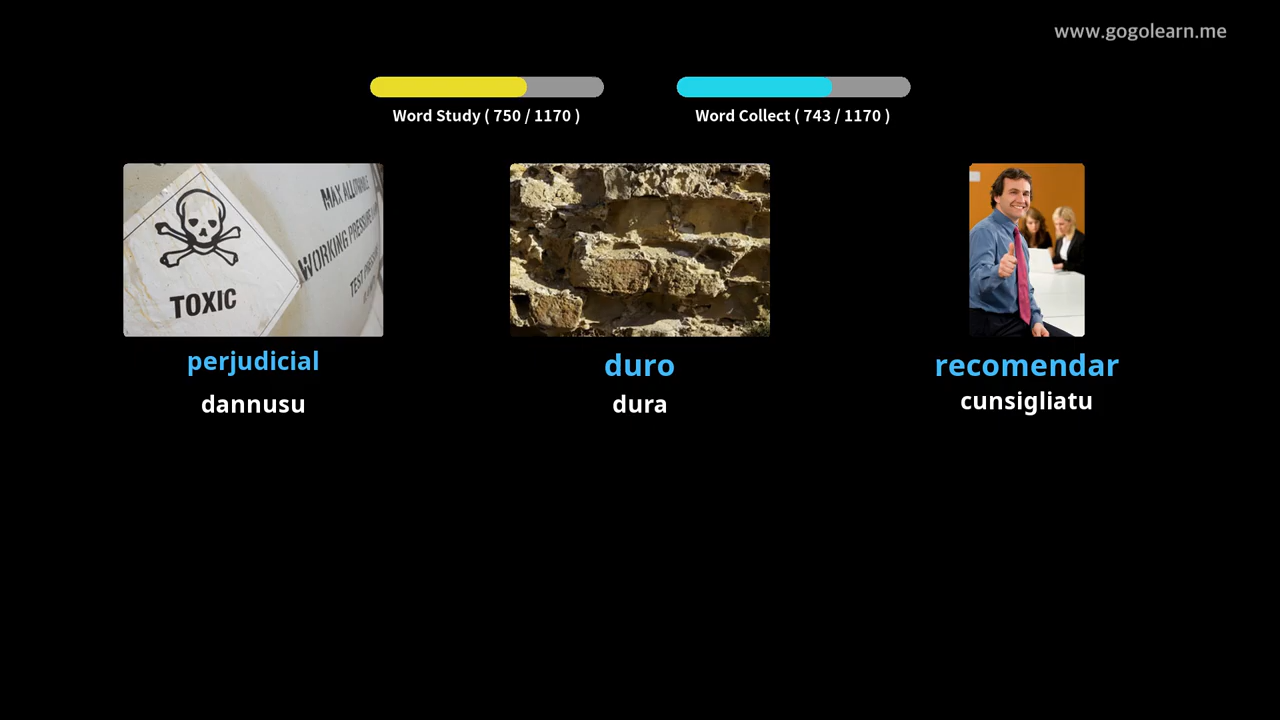 www.gogolearn.me
Word Study ( 750 / 1170 )
Word Collect ( 743 / 1170 )
TOXIC
MAX ALLOWABLE
WORKING PRESSURE
TEST
perjudicial
duro
recomendar
dannusu
dura
cunsigliatu